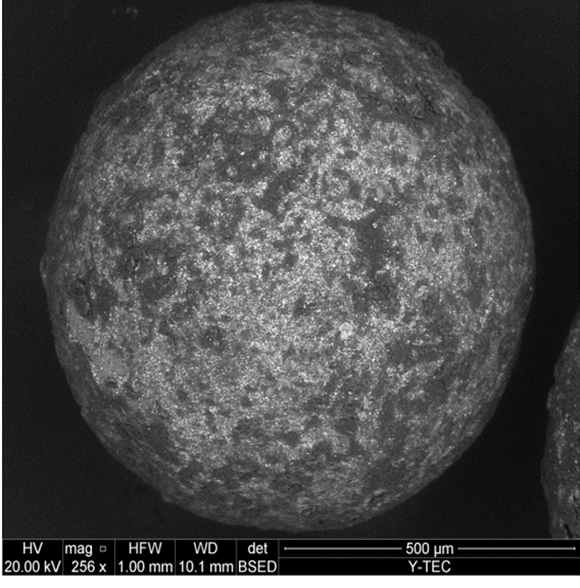 HV mag □ HFW WD det 500 µm
20.00 kV 256 x 1.00 mm 10.1 mm BSED Y-TEC